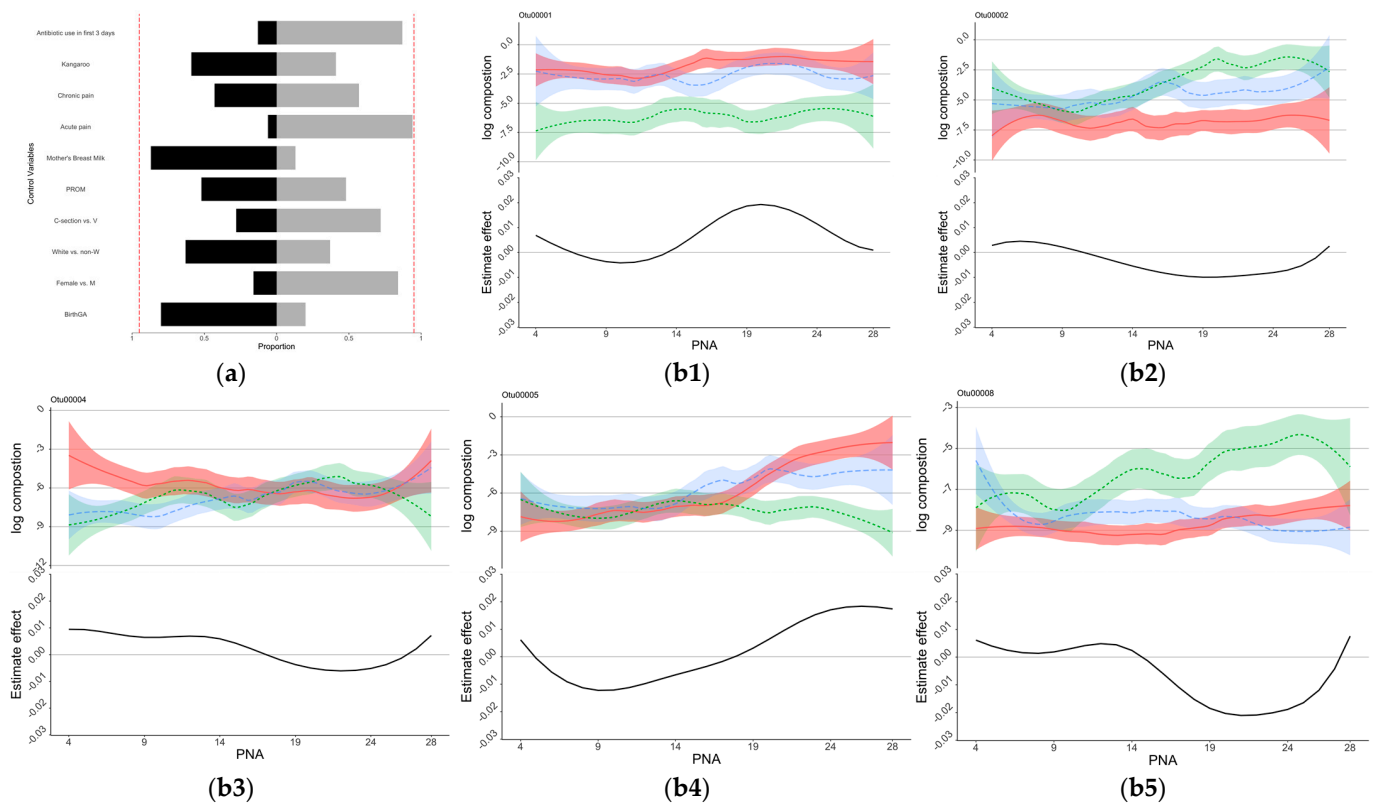 Control Variables
Antibiotic use in first 3 days
Kangaroo
Chronic pain
Acute pain
Mother's Breast Milk
PROM
C-section vs. V
White vs. non-W
Female vs. M
BirthGA
1 0.5 0 0.5 1
Proportion
(a)
Otu00001
log compostion
0.0
-2.5
-5.0
-7.5
-10.0
Estimate effect
0.03
0.02
0.01
0.00
-0.01
-0.02
-0.03
4 9 14 19 24 28
PNA
(b1)
Otu00002
log compostion
0.0
-2.5
-5.0
-7.5
-10.0
Estimate effect
0.03
0.02
0.01
0.00
-0.01
-0.02
-0.03
4 9 14 19 24 28
PNA
(b2)
Otu00004
log compostion
0
-3
-6
-9
-12
Estimate effect
0.03
0.02
0.01
0.00
-0.01
-0.02
-0.03
4 9 14 19 24 28
PNA
(b3)
Otu00005
log compostion
0
-3
-6
-9
Estimate effect
0.03
0.02
0.01
0.00
-0.01
-0.02
-0.03
4 9 14 19 24 28
PNA
(b4)
Otu00008
log compostion
-3
-5
-7
-9
Estimate effect
0.03
0.02
0.01
0.00
-0.01
-0.02
-0.03
4 9 14 19 24 28
PNA
(b5)